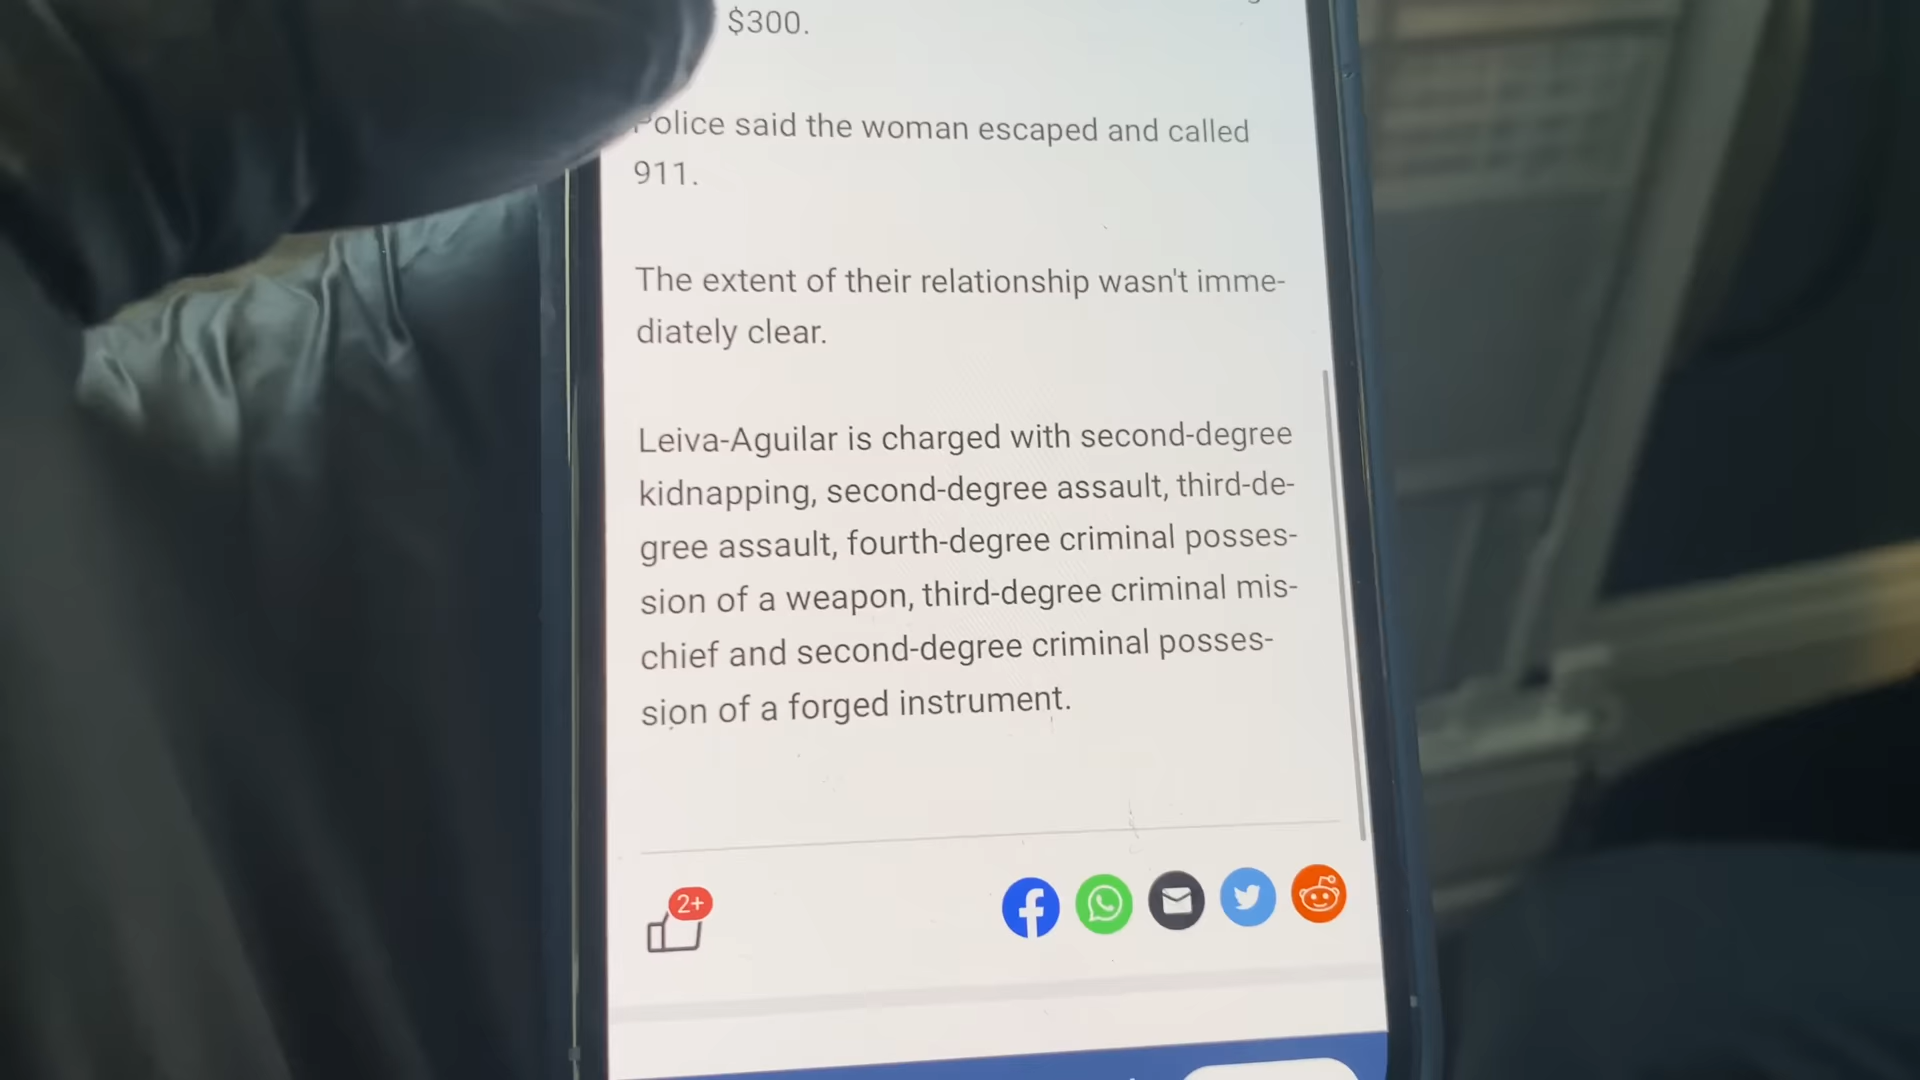 $300.
Police said the woman escaped and called
911.
The extent of their relationship wasn't imme-
diately clear.
Leiva-Aguilar is charged with second-degree
kidnapping, second-degree assault, third-de-
gree assault, fourth-degree criminal posses-
sion of a weapon, third-degree criminal mis-
chief and second-degree criminal posses-
sion of a forged instrument.
2+